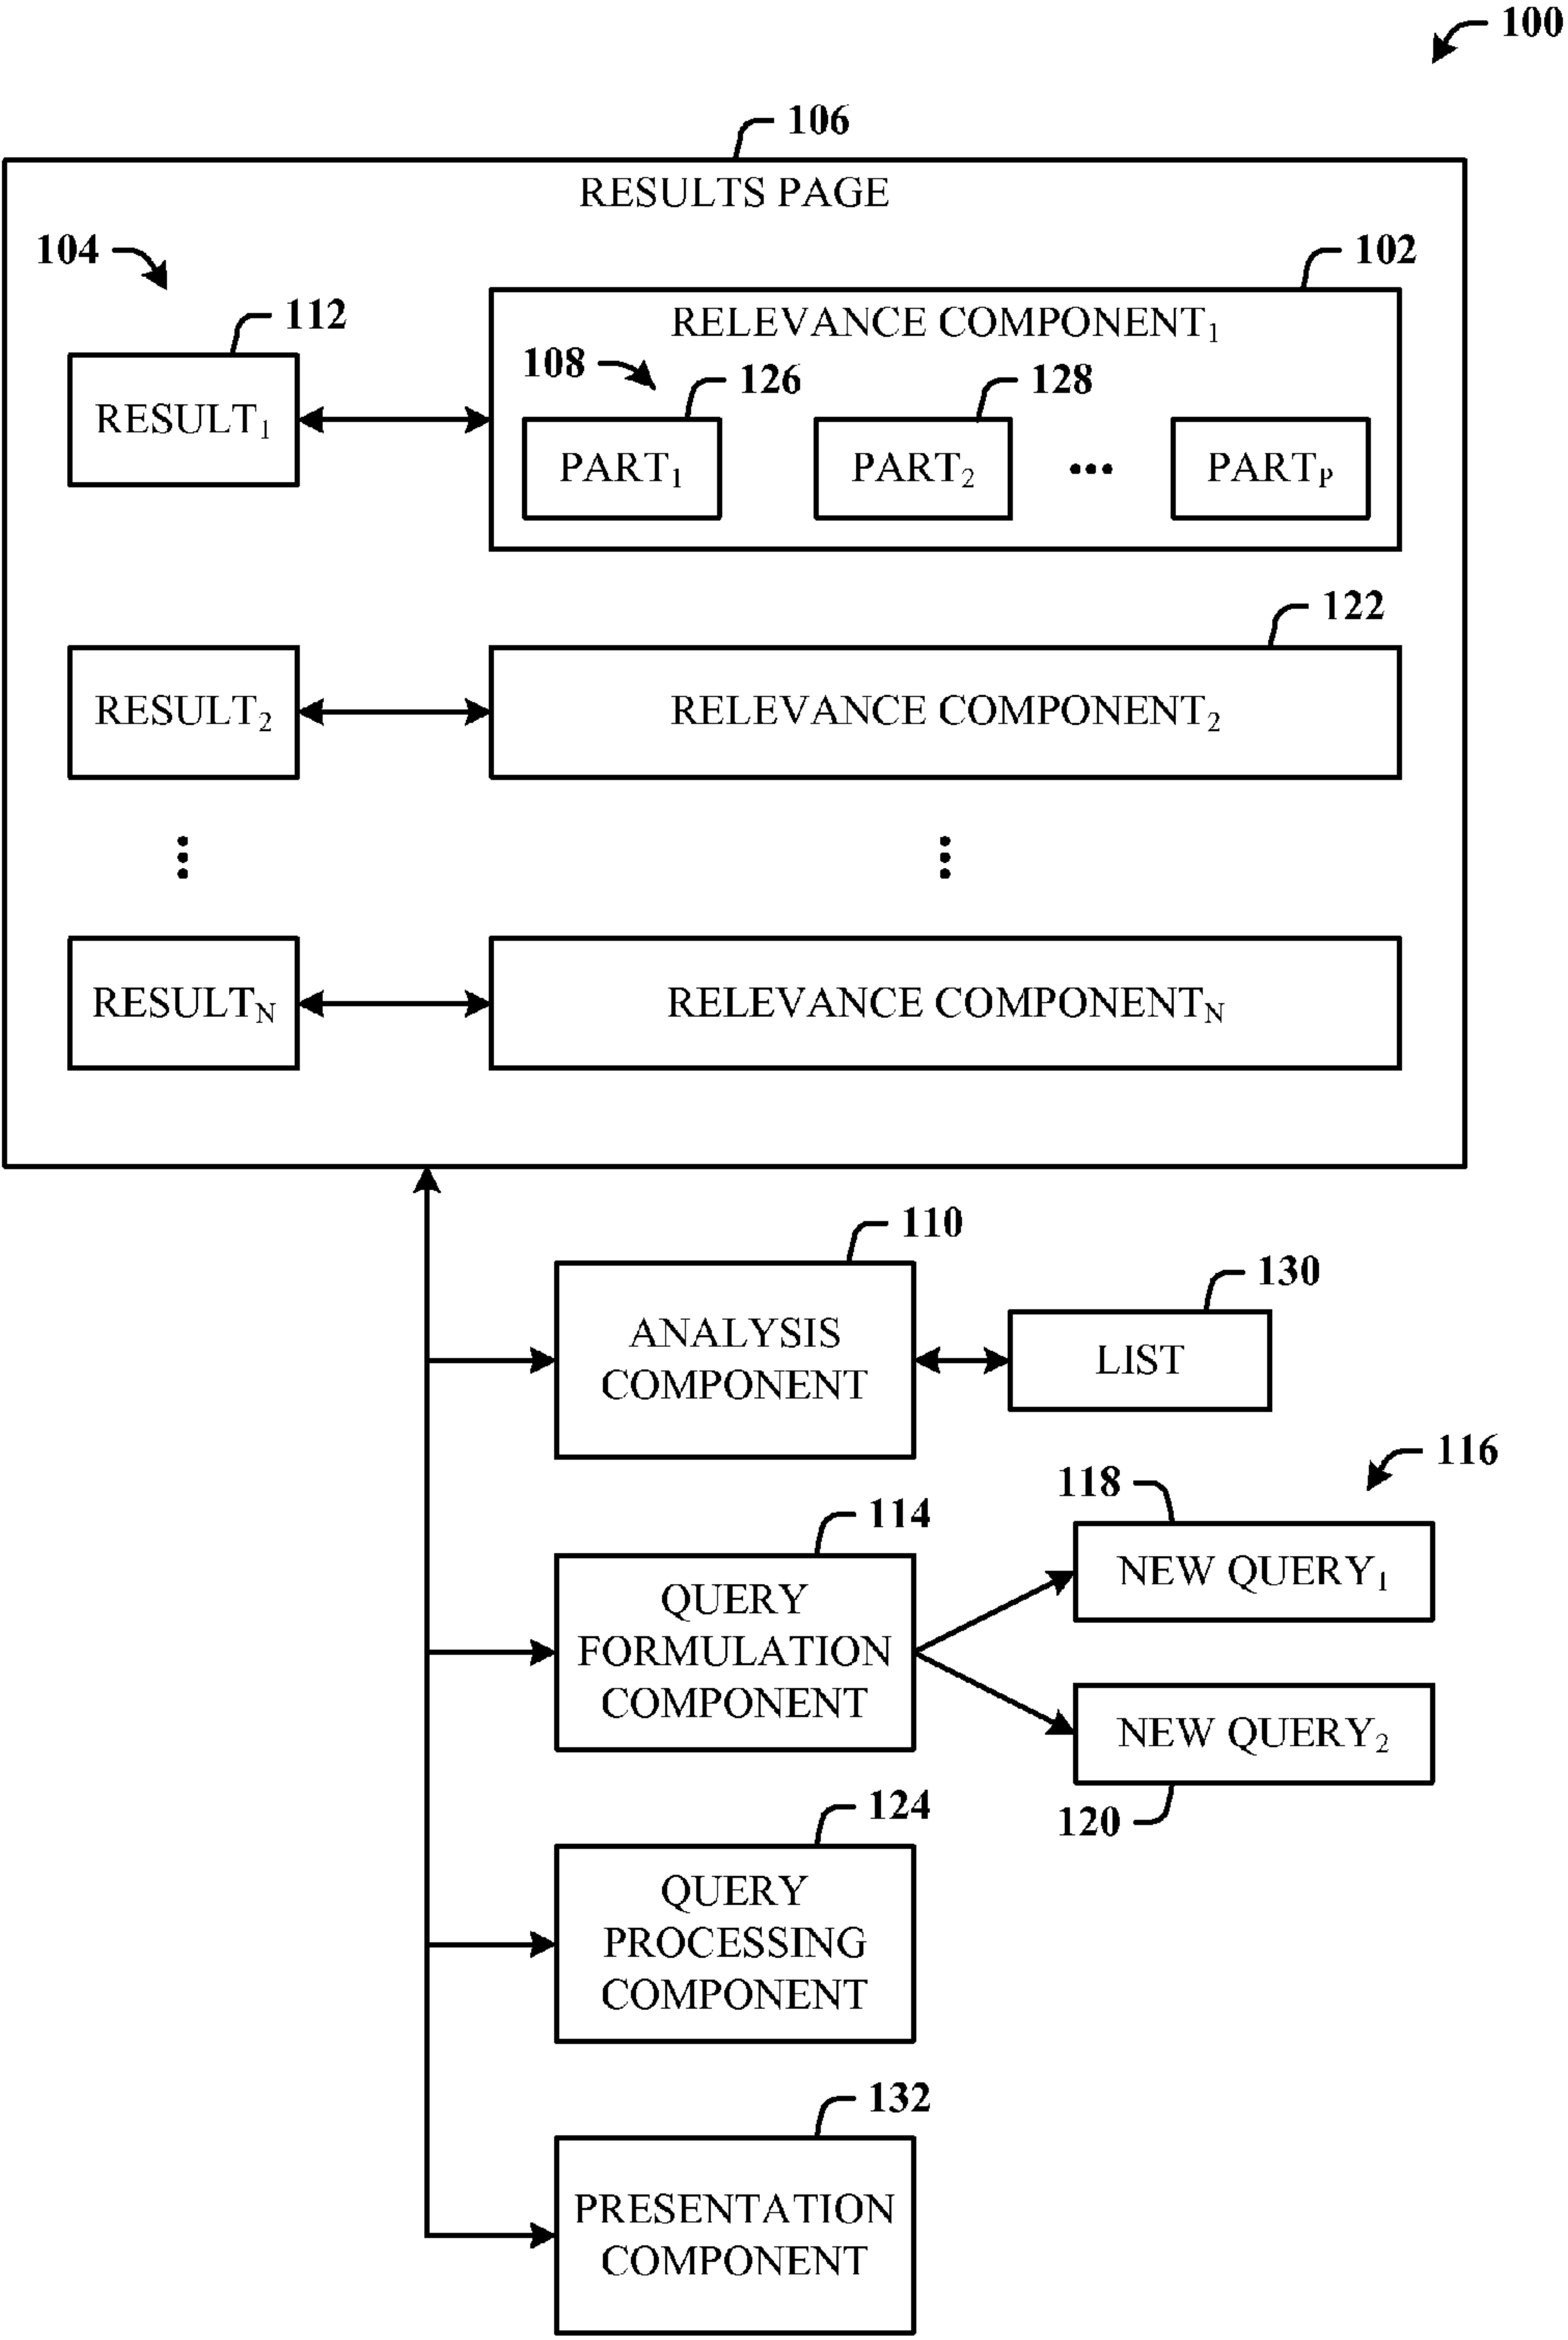 100
106
RESULTS PAGE
104
102
112
RELEVANCE COMPONENT₁
108
126
128
RESULT₁
PART₁
PART₂
•••
PARTₚ
122
RESULT₂
RELEVANCE COMPONENT₂
RESULT_N
RELEVANCE COMPONENT_N
110
130
ANALYSIS
COMPONENT
LIST
116
118
114
NEW QUERY₁
QUERY
FORMULATION
COMPONENT
NEW QUERY₂
124
120
QUERY
PROCESSING
COMPONENT
132
PRESENTATION
COMPONENT